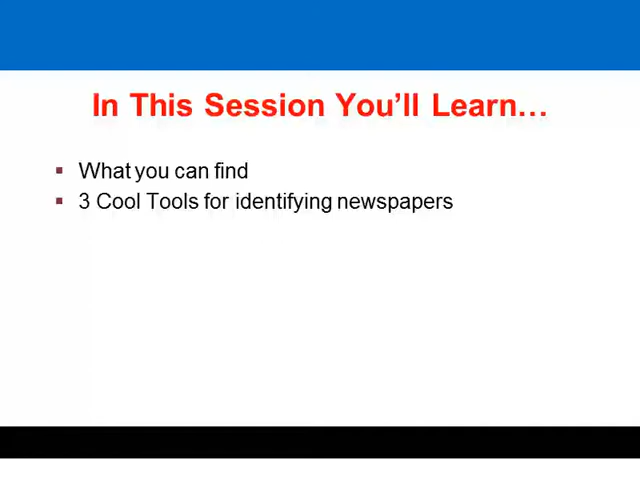 In This Session You’ll Learn…
What you can find
3 Cool Tools for identifying newspapers